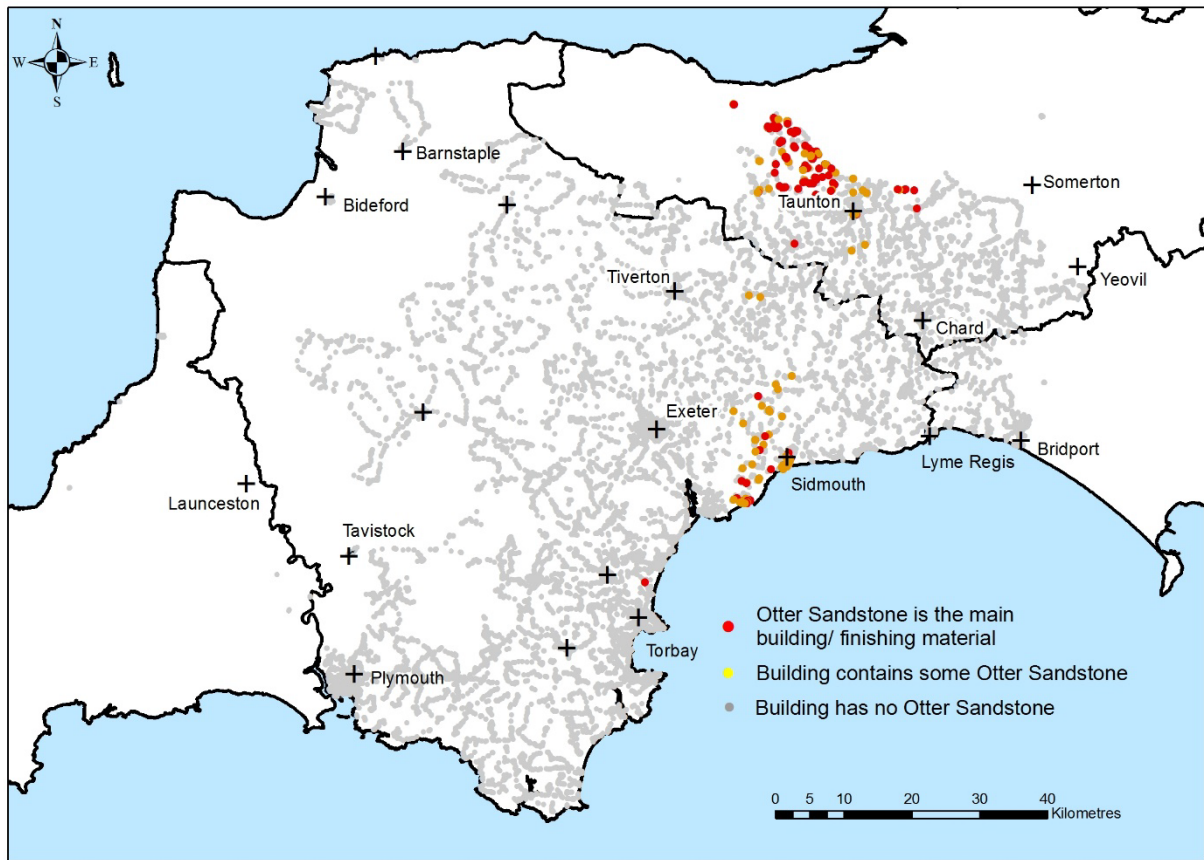 N
W E
S
Barnstaple
Bideford
Somerton
Taunton
Yeovil
Tiverton
Chard
Exeter
Lyme Regis
Bridport
Sidmouth
Launceston
Tavistock
Torbay
Plymouth
Otter Sandstone is the main
building/ finishing material
Building contains some Otter Sandstone
Building has no Otter Sandstone
0 5 10 20 30 40
Kilometres